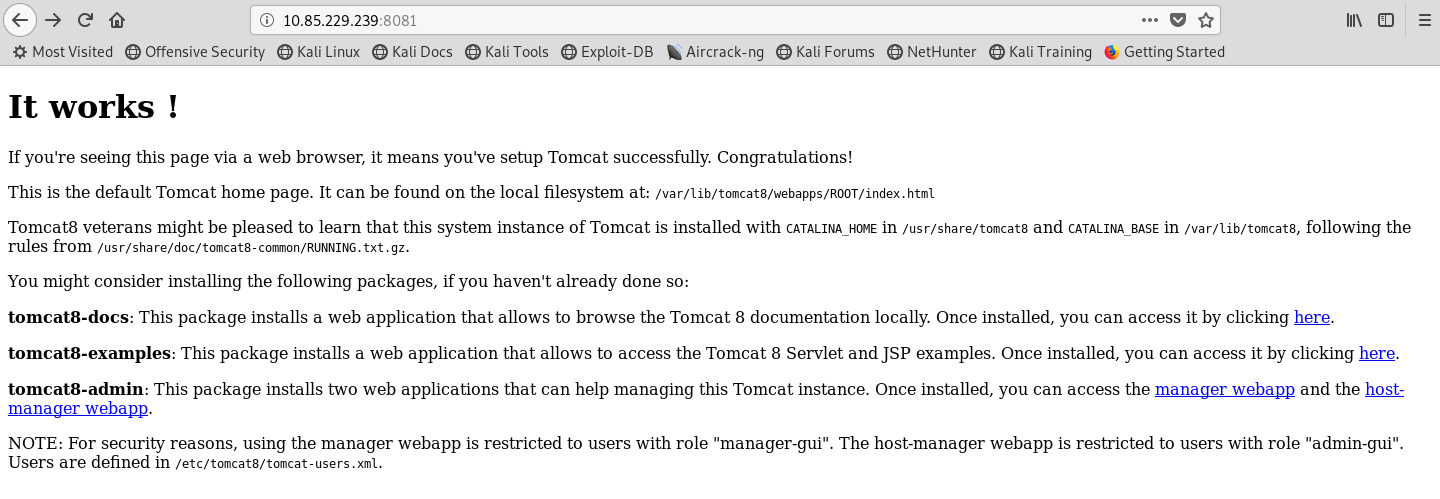 10.85.229.239:8081
Most Visited Offensive Security Kali Linux Kali Docs Kali Tools Exploit-DB Aircrack-ng Kali Forums NetHunter Kali Training Getting Started
It works !
If you're seeing this page via a web browser, it means you've setup Tomcat successfully. Congratulations!
This is the default Tomcat home page. It can be found on the local filesystem at: /var/lib/tomcat8/webapps/ROOT/index.html
Tomcat8 veterans might be pleased to learn that this system instance of Tomcat is installed with CATALINA_HOME in /usr/share/tomcat8 and CATALINA_BASE in /var/lib/tomcat8, following the
rules from /usr/share/doc/tomcat8-common/RUNNING.txt.gz.
You might consider installing the following packages, if you haven't already done so:
tomcat8-docs: This package installs a web application that allows to browse the Tomcat 8 documentation locally. Once installed, you can access it by clicking here.
tomcat8-examples: This package installs a web application that allows to access the Tomcat 8 Servlet and JSP examples. Once installed, you can access it by clicking here.
tomcat8-admin: This package installs two web applications that can help managing this Tomcat instance. Once installed, you can access the manager webapp and the host-
manager webapp.
NOTE: For security reasons, using the manager webapp is restricted to users with role "manager-gui". The host-manager webapp is restricted to users with role "admin-gui".
Users are defined in /etc/tomcat8/tomcat-users.xml.